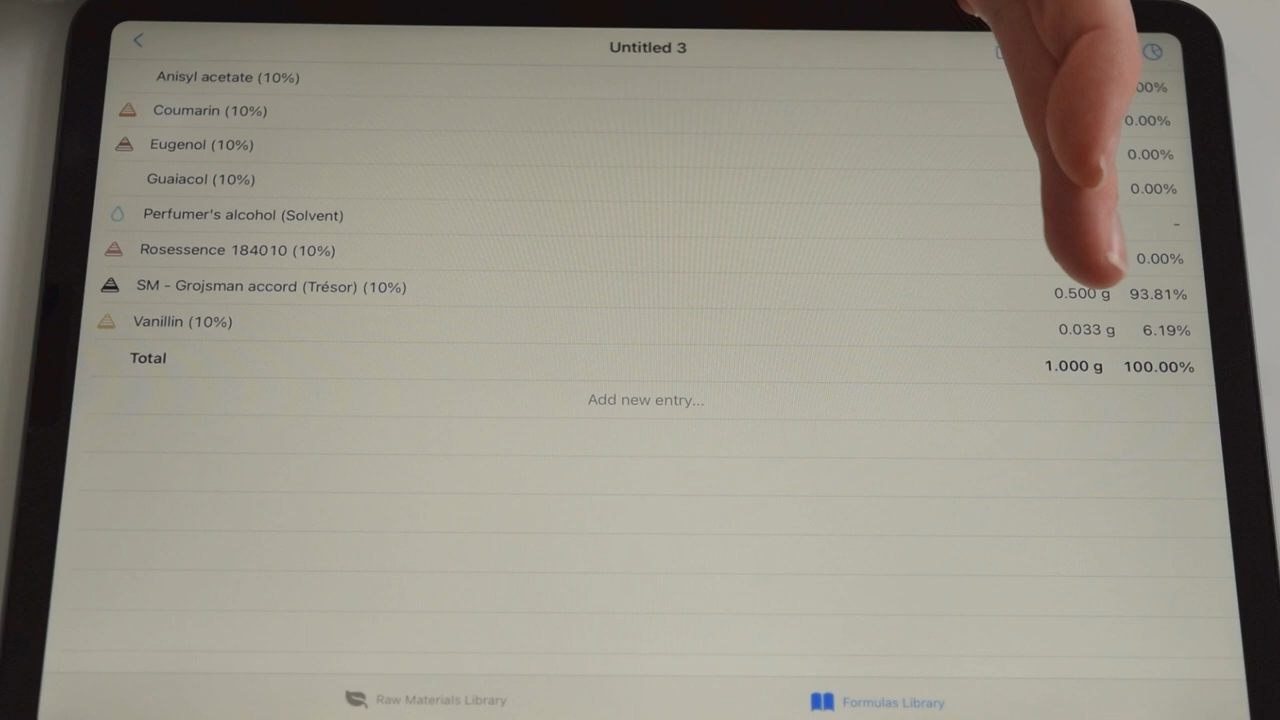 Untitled 3
Anisyl acetate (10%) 00%
Coumarin (10%) 0.00%
Eugenol (10%) 0.00%
Guaiacol (10%) 0.00%
Perfumer's alcohol (Solvent) -
Rosessence 184010 (10%) 0.00%
SM - Grojsman accord (Trésor) (10%) 0.500 g 93.81%
Vanillin (10%) 0.033 g 6.19%
Total 1.000 g 100.00%
Add new entry...
Raw Materials Library Formulas Library